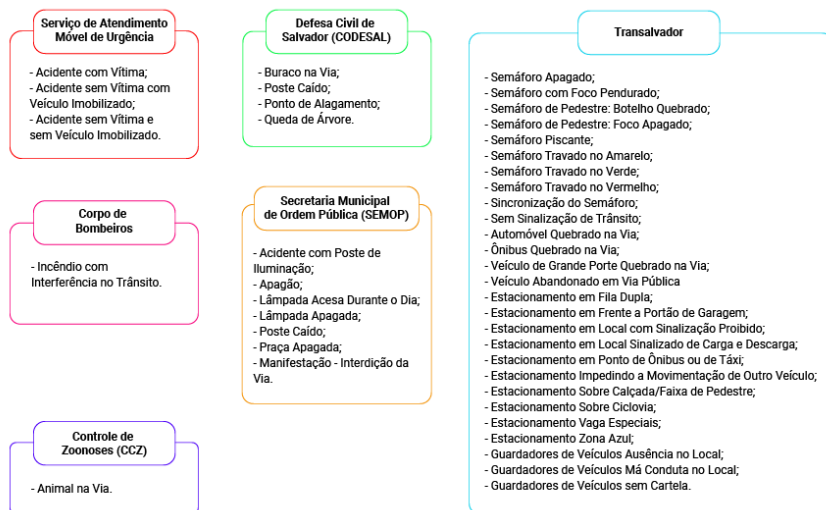 Serviço de Atendimento
Móvel de Urgência
- Acidente com Vítima;
- Acidente sem Vítima com
Veículo Imobilizado;
- Acidente sem Vítima e
sem Veículo Imobilizado.
Defesa Civil de
Salvador (CODESAL)
- Buraco na Via;
- Poste Caído;
- Ponto de Alagamento;
- Queda de Árvore.
Corpo de
Bombeiros
- Incêndio com
Interferência no Trânsito.
Secretaria Municipal
de Ordem Pública (SEMOP)
- Acidente com Poste de
Iluminação;
- Apagão;
- Lâmpada Acesa Durante o Dia;
- Lâmpada Apagada;
- Poste Caído;
- Praça Apagada;
- Manifestação - Interdição da
Via.
Controle de
Zoonoses (CCZ)
- Animal na Via.
Transalvador
- Semáforo Apagado;
- Semáforo com Foco Pendurado;
- Semáforo de Pedestre: Botelho Quebrado;
- Semáforo de Pedestre: Foco Apagado;
- Semáforo Piscante;
- Semáforo Travado no Amarelo;
- Semáforo Travado no Verde;
- Semáforo Travado no Vermelho;
- Sincronização do Semáforo;
- Sem Sinalização de Trânsito;
- Automóvel Quebrado na Via;
- Ônibus Quebrado na Via;
- Veículo de Grande Porte Quebrado na Via;
- Veículo Abandonado em Via Pública
- Estacionamento em Fila Dupla;
- Estacionamento em Frente a Portão de Garagem;
- Estacionamento em Local com Sinalização Proibido;
- Estacionamento em Local Sinalizado de Carga e Descarga;
- Estacionamento em Ponto de Ônibus ou de Táxi;
- Estacionamento Impedindo a Movimentação de Outro Veículo;
- Estacionamento Sobre Calçada/Faixa de Pedestre;
- Estacionamento Sobre Ciclovia;
- Estacionamento Vaga Especiais;
- Estacionamento Zona Azul;
- Guardadores de Veículos Ausência no Local;
- Guardadores de Veículos Má Conduta no Local;
- Guardadores de Veículos sem Cartela.